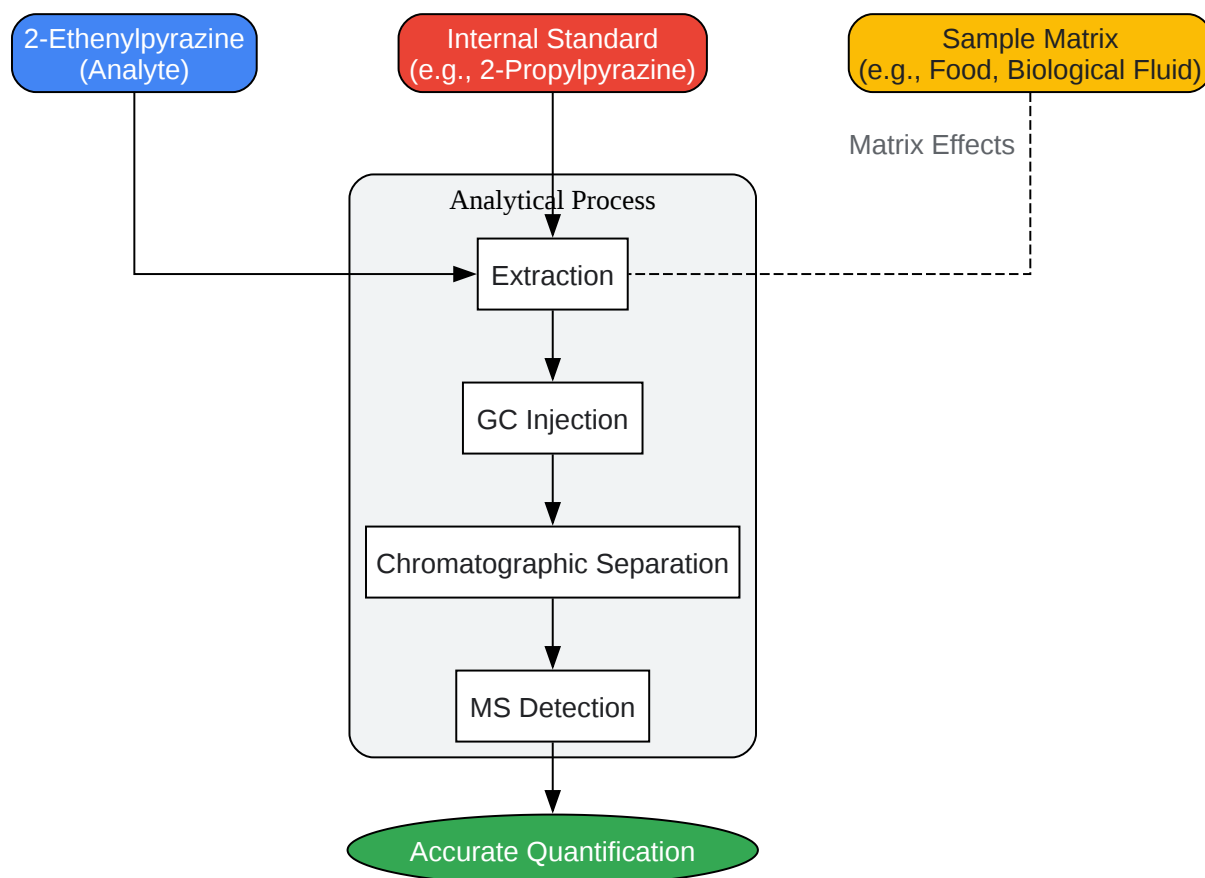 2-Ethenylpyrazine
(Analyte)
Internal Standard
(e.g., 2-Propylpyrazine)
Sample Matrix
(e.g., Food, Biological Fluid)
Matrix Effects
Analytical Process
Extraction
GC Injection
Chromatographic Separation
MS Detection
Accurate Quantification